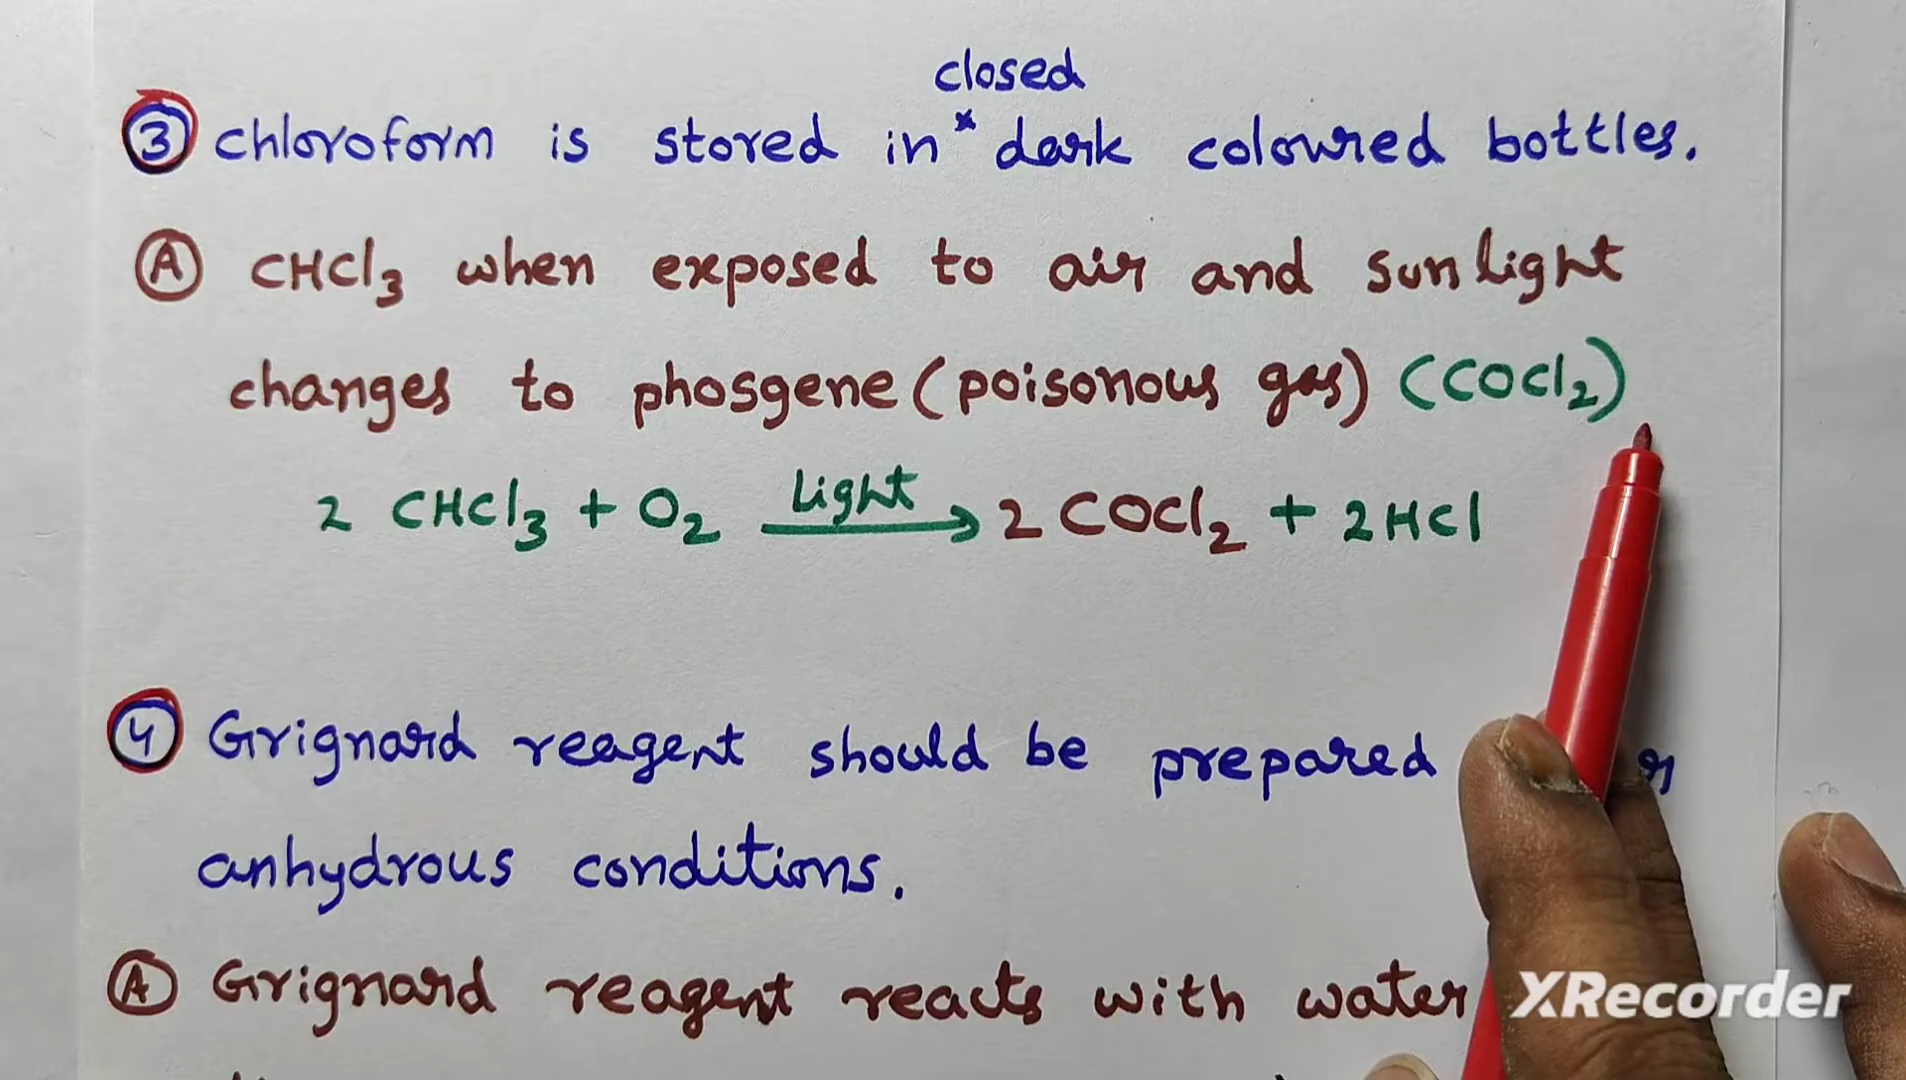 closed
3 Chloroform is stored in * dark coloured bottles.
A CHCl3 when exposed to air and sunlight
changes to phosgene (poisonous gas) (COCl2)
Light
2 CHCl3 + O2 → 2 COCl2 + 2HCl
4 Grignard reagent should be prepared
anhydrous conditions.
A Grignard reagent reacts with water
XRecorder